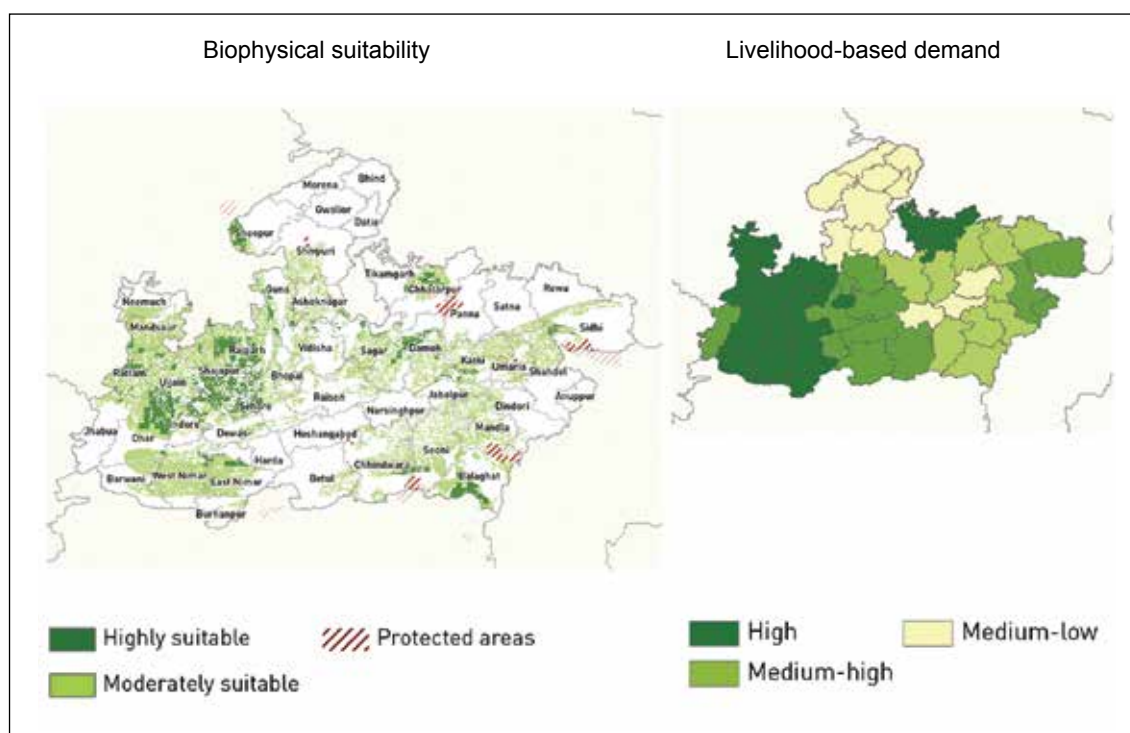 Biophysical suitability
Livelihood-based demand
Morena
Bhind
Gwalior
Datia
Sheopur
Shivpuri
Tikamgarh
Chhatarpur
Panna
Satna
Rewa
Sidhi
Neemuch
Mandsaur
Guna
Ashoknagar
Rajgarh
Vidisha
Sagar
Damoh
Katni
Umaria
Shahdol
Anuppur
Ratlam
Ujjain
Shajapur
Bhopal
Sehore
Raisen
Jabalpur
Dindori
Narsinghpur
Mandla
Jhabua
Dhar
Indore
Dewas
Hoshangabad
Seoni
Harda
Chhindwara
Balaghat
Barwani
West Nimar
East Nimar
Betul
Burhanpur
Highly suitable
Protected areas
Moderately suitable
High
Medium-low
Medium-high